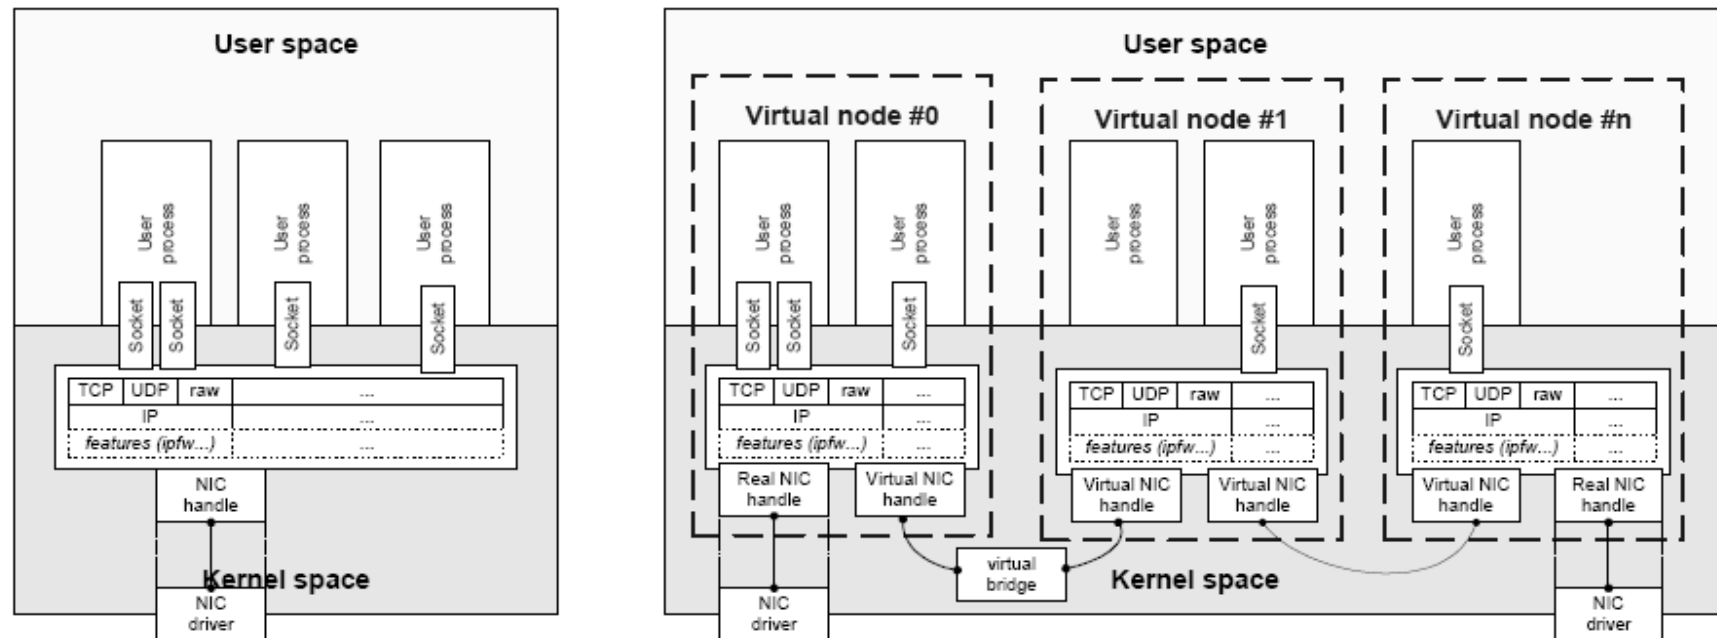 User space
User
process
User
process
User
process
Socket
Socket
Socket
Socket
TCP
UDP
raw
...
IP
...
features (ipfw...)
...
NIC
handle
Kernel space
NIC
driver
User space
Virtual node #0
Virtual node #1
Virtual node #n
User
process
User
process
User
process
User
process
User
process
Socket
Socket
Socket
Socket
Socket
TCP
UDP
raw
...
IP
...
features (ipfw...)
...
TCP
UDP
raw
...
IP
...
features (ipfw...)
...
TCP
UDP
raw
...
IP
...
features (ipfw...)
...
Real NIC
handle
Virtual NIC
handle
Virtual NIC
handle
Virtual NIC
handle
Virtual NIC
handle
Real NIC
handle
virtual
bridge
Kernel space
NIC
driver
NIC
driver